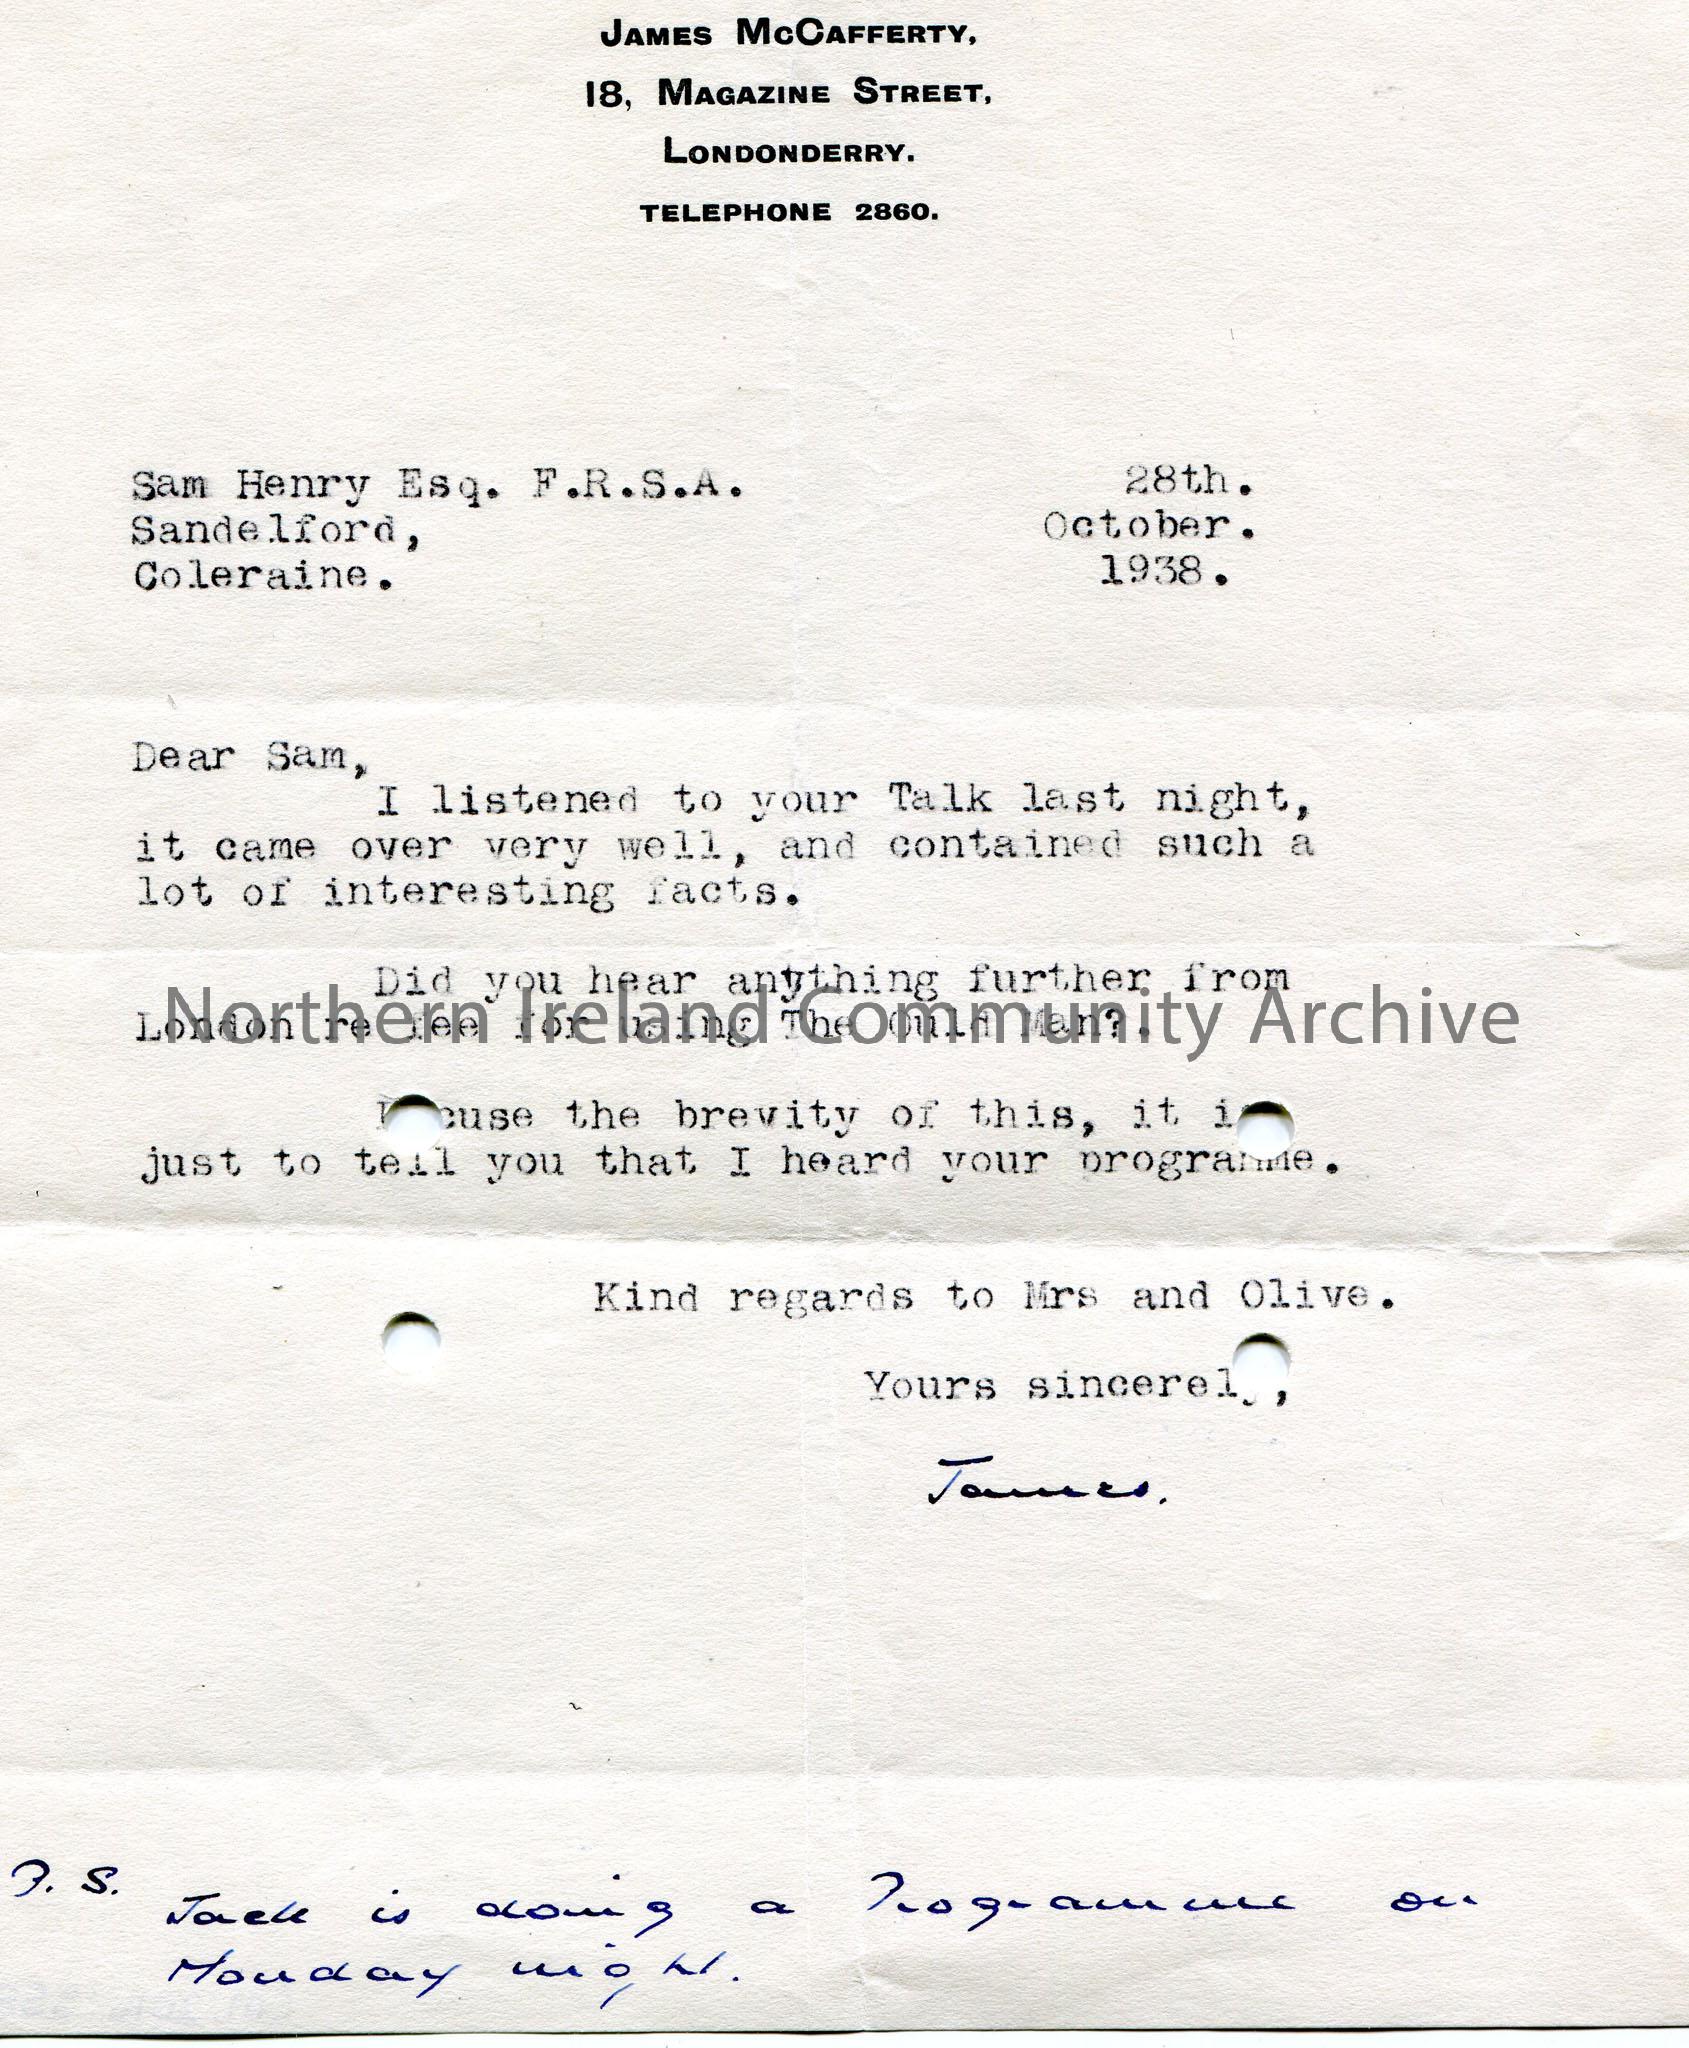 JAMES MCCAFFERTY,
18, MAGAZINE STREET,
LONDONDERRY.
TELEPHONE 2860.
Sam Henry Esq. F.R.S.A.
Sandelford,
Coleraine.
28th.
October.
1938.
Dear Sam,
I listened to your Talk last night,
it came over very well, and contained such a
lot of interesting facts.
Did you hear anything further from
London re fee for using The Ould Man?.
Northern Ireland Community Archive
Excuse the brevity of this, it is
just to tell you that I heard your programme.
Kind regards to Mrs and Olive.
Yours sincerely,
James.
P.S. Jack is doing a Programme on
Monday night.